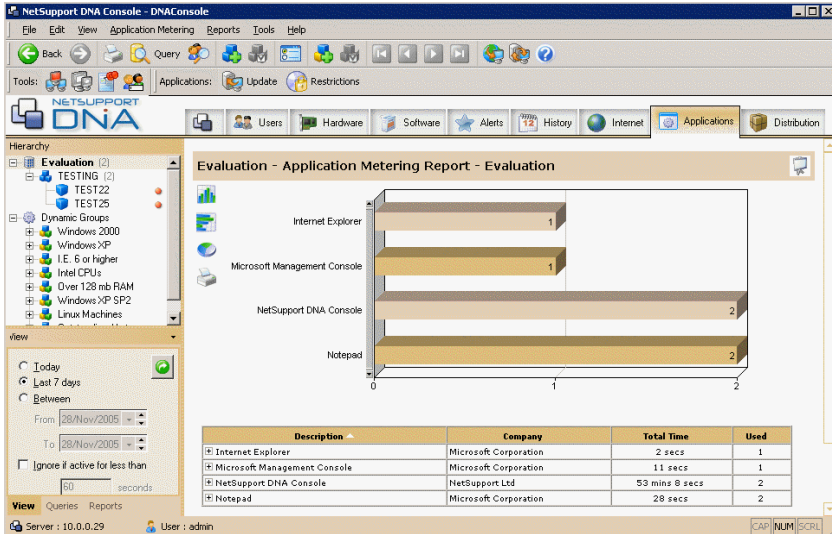 NetSupport DNA Console - DNAConsole
File Edit View Application Metering Reports Tools Help
Back Query
Tools: Applications: Update Restrictions
NETSUPPORT
DNA
Users Hardware Software Alerts 12 History Internet Applications Distribution
Hierarchy
Evaluation (2)
TESTING (2)
TEST22
TEST25
Dynamic Groups
Windows 2000
Windows XP
I.E. 6 or higher
Intel CPUs
Over 128 mb RAM
Windows XP SP2
Linux Machines
View
Today
Last 7 days
Between
From 28/Nov/2005
To 28/Nov/2005
Ignore if active for less than
60 seconds
View Queries Reports
Evaluation - Application Metering Report - Evaluation
Internet Explorer 1
Microsoft Management Console 1
NetSupport DNA Console 2
Notepad 2
0 1 2
Description Company Total Time Used
Internet Explorer Microsoft Corporation 2 secs 1
Microsoft Management Console Microsoft Corporation 11 secs 1
NetSupport DNA Console NetSupport Ltd 53 mins 8 secs 2
Notepad Microsoft Corporation 28 secs 2
Server : 10.0.0.29 User : admin CAP NUM SCRL